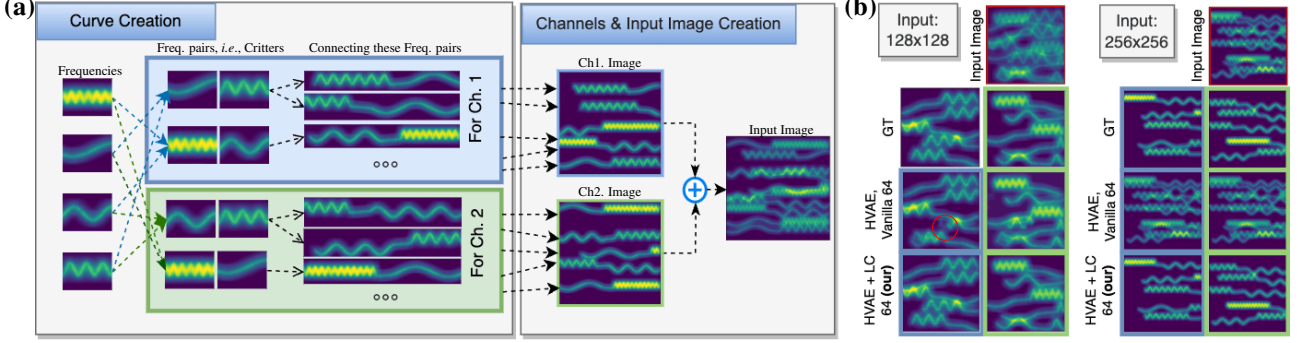 (a)
Curve Creation
Freq. pairs, i.e., Critters
Connecting these Freq. pairs
Frequencies
For Ch. 1
For Ch. 2
Channels & Input Image Creation
Ch1. Image
Input Image
Ch2. Image
(b)
Input:
128x128
Input Image
Input:
256x256
Input Image
GT
HVAE,
Vanilla 64
HVAE + LC
64 (our)
GT
HVAE,
Vanilla 64
HVAE + LC
64 (our)